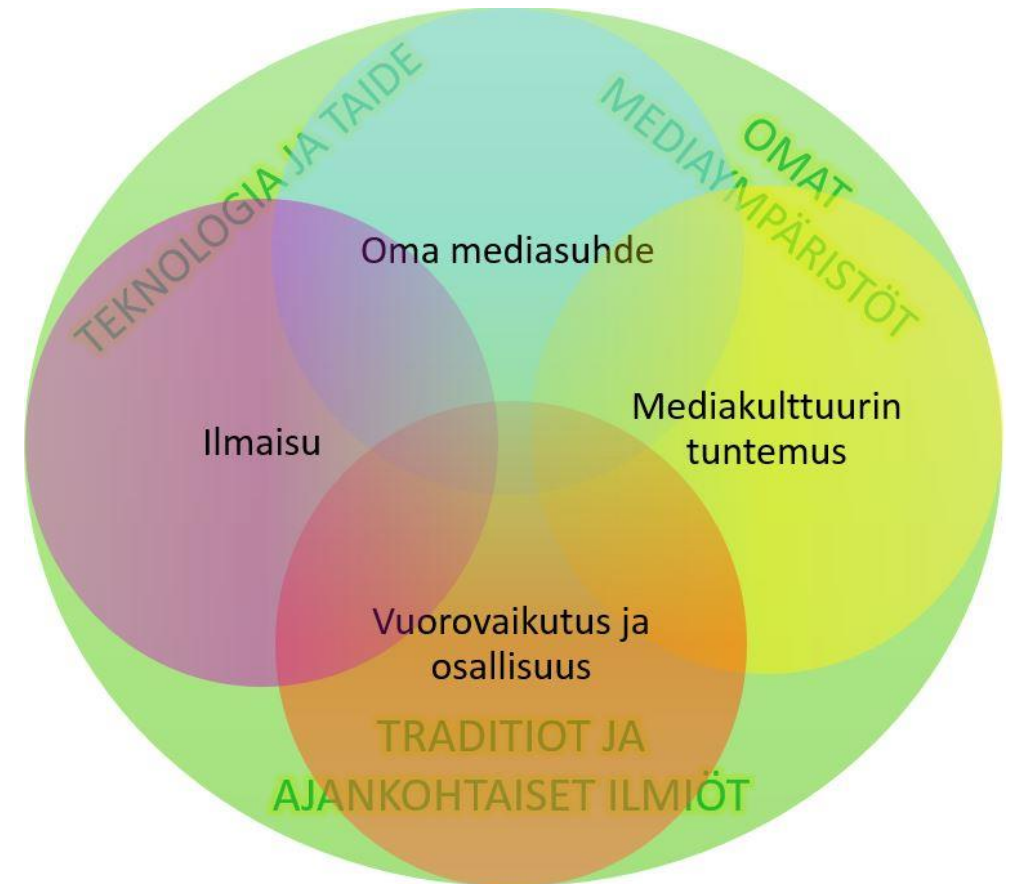 TEKNOLOGIA JA TAIDE
OMAT
MEDIAYMPÄRISTÖT
Oma mediasuhde
Ilmaisu
Mediakulttuurin
tuntemus
Vuorovaikutus ja
osallisuus
TRADITIOT JA
AJANKOHTAISET ILMIÖT